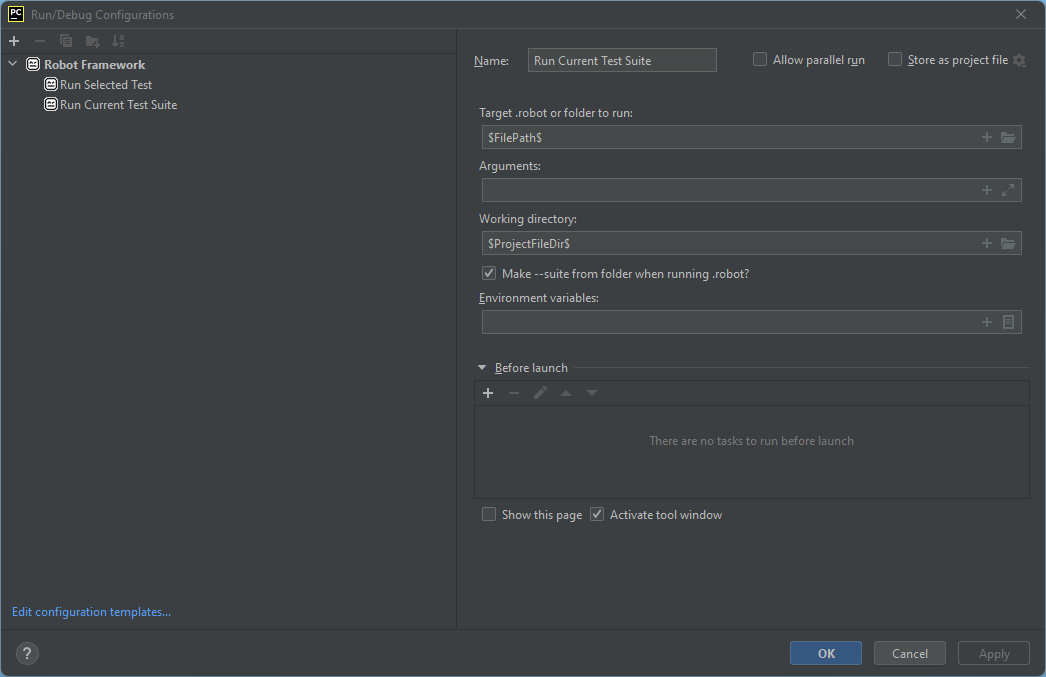 PC Run/Debug Configurations
Robot Framework
Run Selected Test
Run Current Test Suite
Edit configuration templates...
Name: Run Current Test Suite Allow parallel run Store as project file
Target .robot or folder to run:
$FilePath$
Arguments:
Working directory:
$ProjectFileDir$
Make --suite from folder when running .robot?
Environment variables:
Before launch
There are no tasks to run before launch
Show this page Activate tool window
? OK Cancel Apply